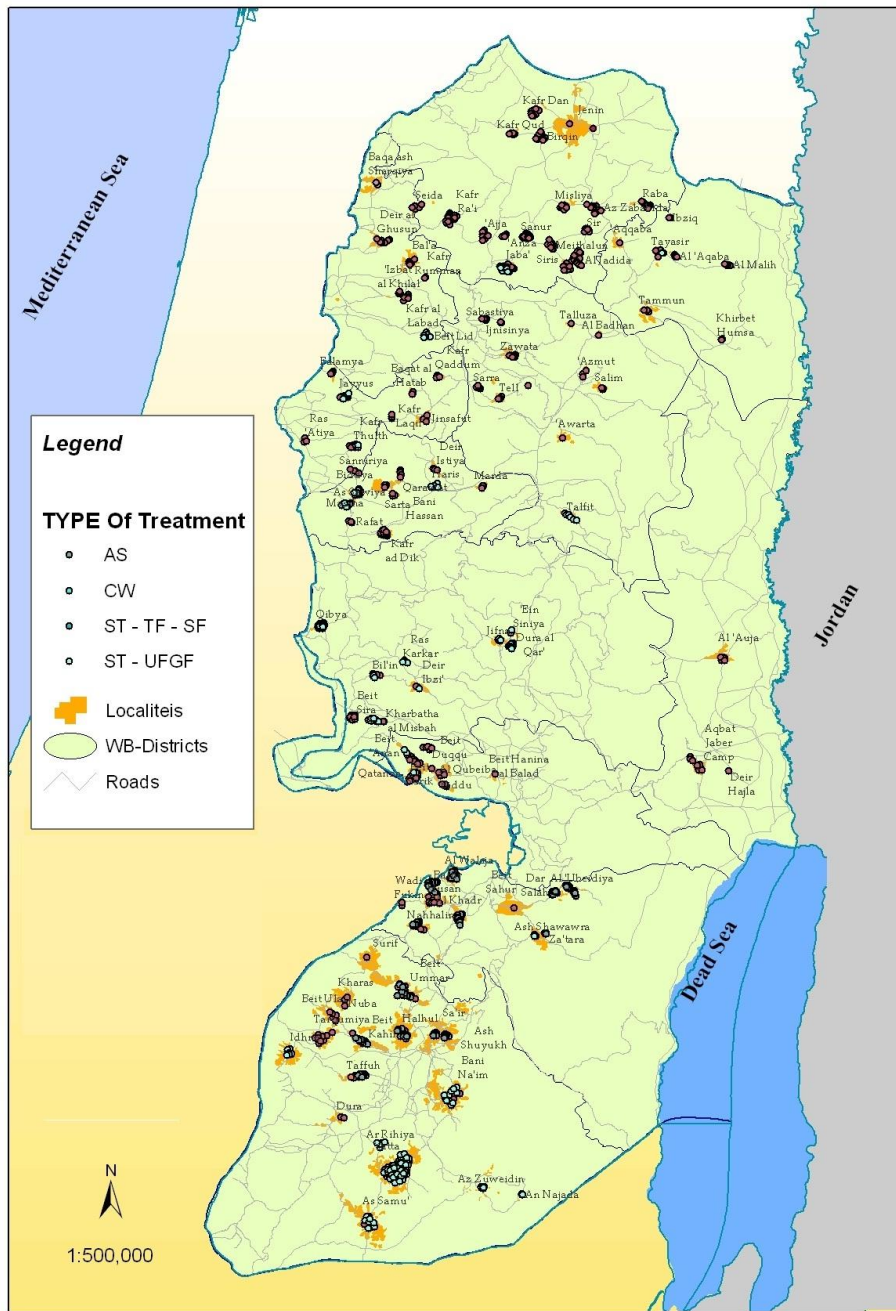 Mediterranean Sea
Jordan
Dead Sea
Legend
TYPE Of Treatment
AS
CW
ST - TF - SF
ST - UFGF
Localiteis
WB-Districts
Roads
N
1:500,000
Kafr Dan
Jenin
Kafr Qud
Birqin
Baqa ash
Sharqiya
Seida
Kafr
Ra'i
Misliya
Raba
Ibziq
Deir al
Ghusun
'Ajja
'Anza
Sanur
Sir
'Aqqaba
Bal'a
Kafr
Rumman
Jaba'
Meithalun
Siris
Al Jadida
Tayasir
Al 'Aqaba
Al Malih
'Izbat
al Khilal
Kafr al
Labad
Sabastiya
Ijnisinya
Talluza
Al Badhan
Tammun
Khirbet
Humsa
Beit Lid
Kafr
Qaddum
Zawata
Falamya
Jayyus
Baqat al
Hatab
Sarra
Tell
'Azmut
Salim
Ras
'Atiya
Kafr
Thulth
Kafr
Laqif
Jinsafut
'Awarta
Sanniriya
Biddya
Deir
Istiya
Haris
Marda
Sarta
Bani
Hassan
Talfit
Rafat
Kafr
ad Dik
Qibya
'Ein
Siniya
Jifna
Dura al
Qar'
Ras
Karkar
Bil'in
Deir
Ibzi'
Al 'Auja
Beit
Sira
Kharbatha
al Misbah
Beit
Duqqu
Beit Hanina
al Balad
Qubeiba
Qatanna
Aqbat
Jaber
Camp
Deir
Hajla
Al Walaja
Wadi
Fukin
Husan
Al Khadr
Nahhalin
Beit
Sahur
Dar
Salah
Al 'Ubeidiya
Ash Shawawra
Za'tara
Surif
Beit
Ummar
Kharas
Beit Ula
Nuba
Tarqumiya
Beit
Kahil
Halhul
Sa'ir
Ash
Shuyukh
Idhna
Taffuh
Bani
Na'im
Dura
Ar Rihiya
Az Zuweidin
An Najada
As Samu'